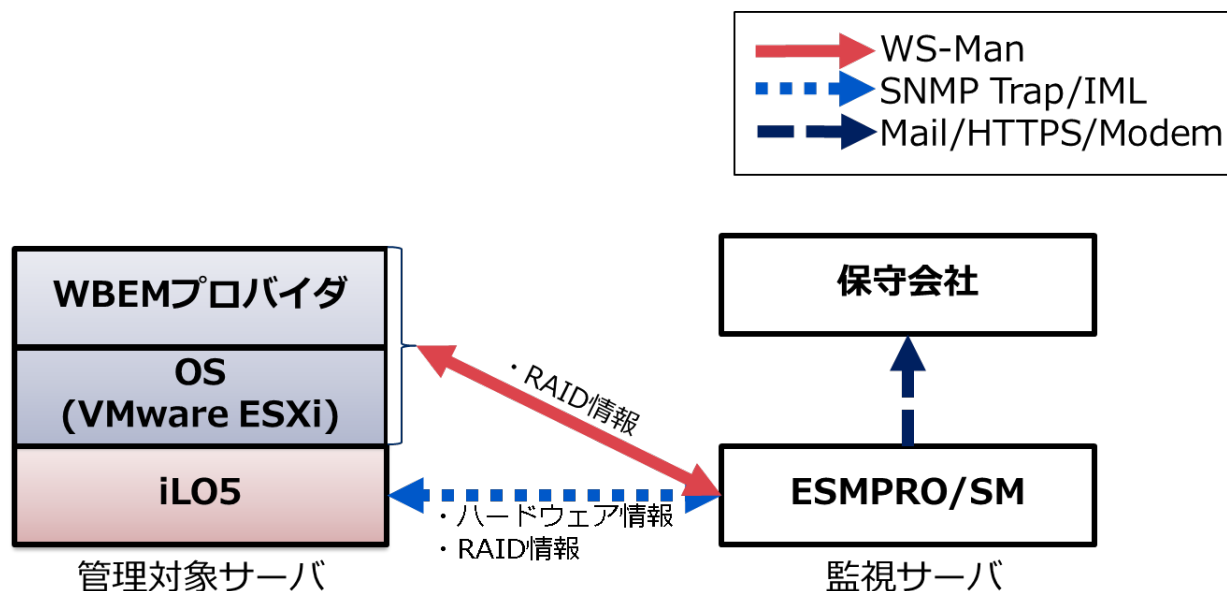 WS-Man
SNMP Trap/IML
Mail/HTTPS/Modem
WBEMプロバイダ
OS
(VMware ESXi)
iLO5
管理対象サーバ
・RAID情報
・ハードウェア情報
・RAID情報
保守会社
ESMPRO/SM
監視サーバ